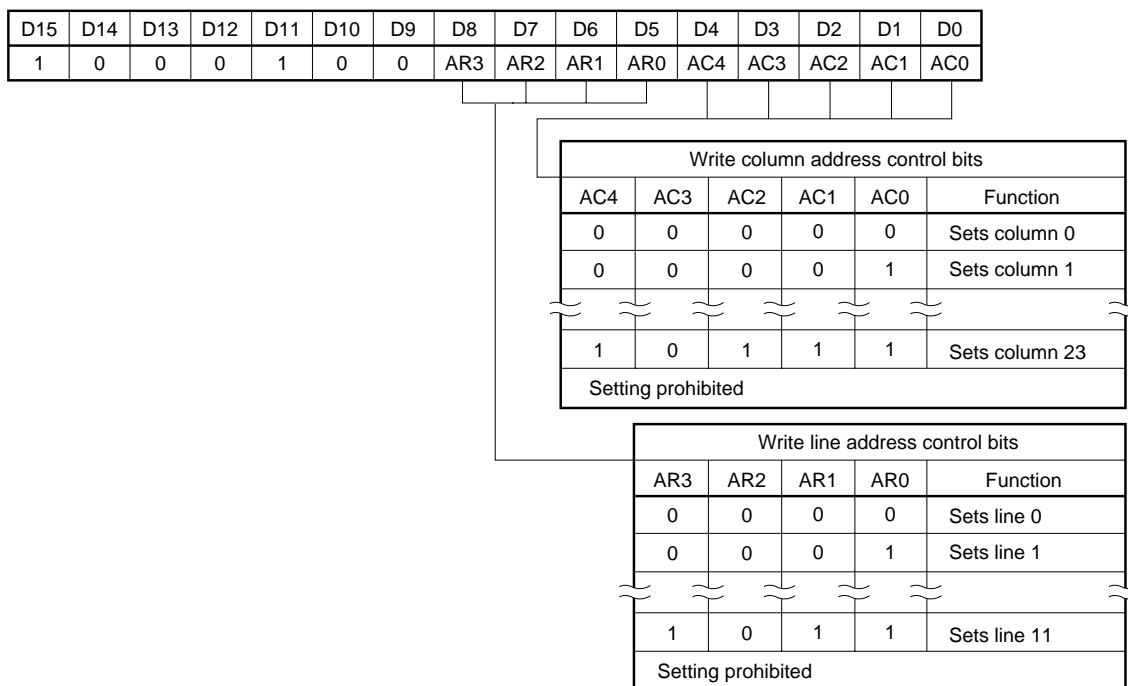 D15 D14 D13 D12 D11 D10 D9 D8 D7 D6 D5 D4 D3 D2 D1 D0
1 0 0 0 1 0 0 AR3 AR2 AR1 AR0 AC4 AC3 AC2 AC1 AC0
Write column address control bits
AC4 AC3 AC2 AC1 AC0 Function
0 0 0 0 0 Sets column 0
0 0 0 0 1 Sets column 1
1 0 1 1 1 Sets column 23
Setting prohibited
Write line address control bits
AR3 AR2 AR1 AR0 Function
0 0 0 0 Sets line 0
0 0 0 1 Sets line 1
1 0 1 1 Sets line 11
Setting prohibited